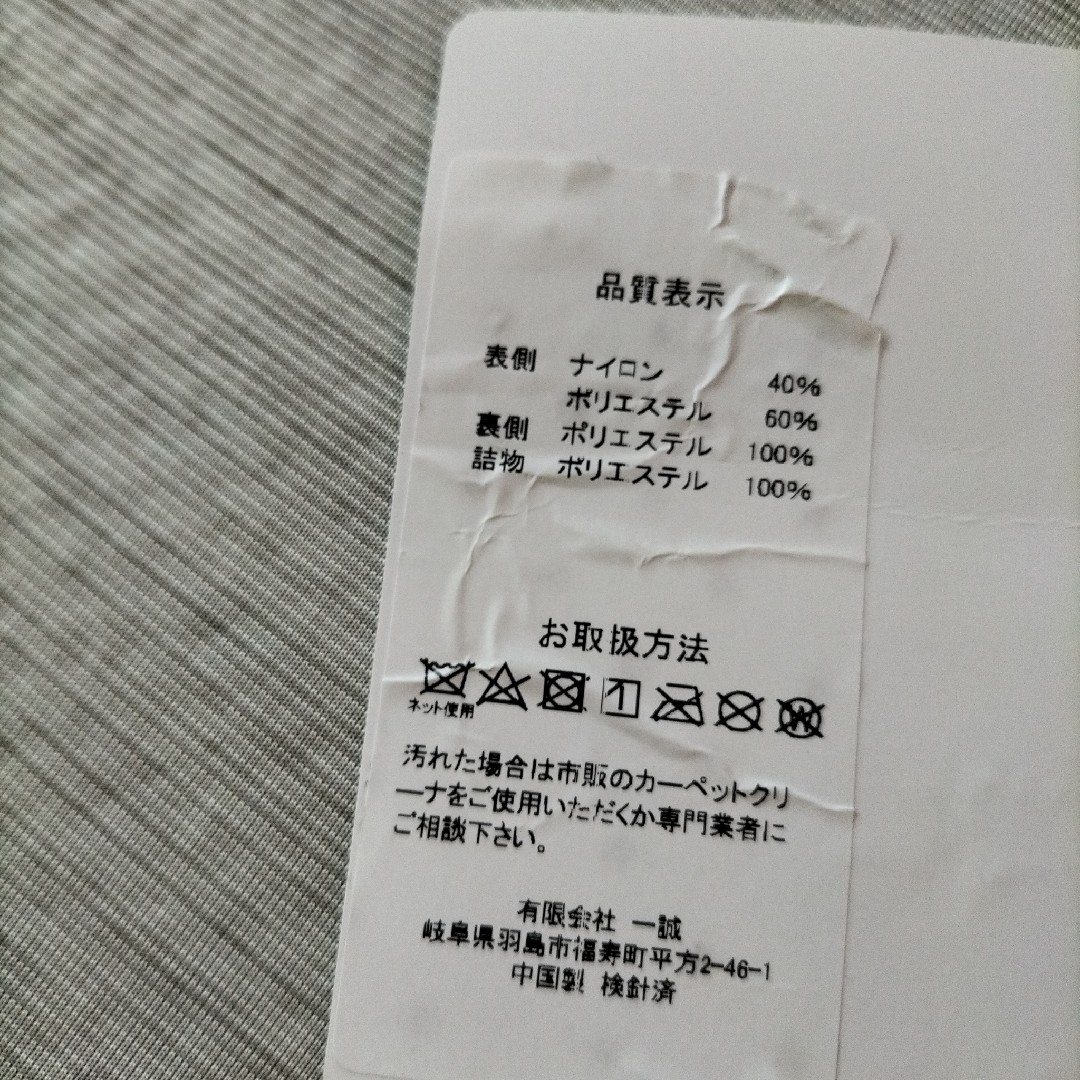 品質表示
表側 ナイロン 40%
ポリエステル 60%
裏側 ポリエステル 100%
詰物 ポリエステル 100%
お取扱方法
W
ネット使用
汚れた場合は市販のカーペットクリ
ーナをご使用いただくか専門業者に
ご相談下さい。
有限会社 一誠
岐阜県羽島市福寿町平方2-46-1
中国製 検針済